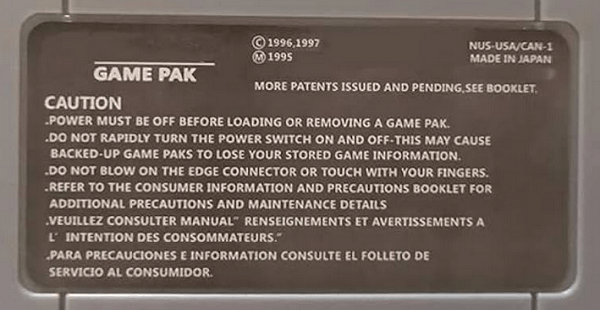 GAME PAK
©1996,1997
Ⓜ1995
NUS-USA/CAN-1
MADE IN JAPAN
MORE PATENTS ISSUED AND PENDING,SEE BOOKLET.
CAUTION
.POWER MUST BE OFF BEFORE LOADING OR REMOVING A GAME PAK.
.DO NOT RAPIDLY TURN THE POWER SWITCH ON AND OFF-THIS MAY CAUSE
BACKED-UP GAME PAKS TO LOSE YOUR STORED GAME INFORMATION.
.DO NOT BLOW ON THE EDGE CONNECTOR OR TOUCH WITH YOUR FINGERS.
.REFER TO THE CONSUMER INFORMATION AND PRECAUTIONS BOOKLET FOR
ADDITIONAL PRECAUTIONS AND MAINTENANCE DETAILS
.VEUILLEZ CONSULTER MANUAL" RENSEIGNEMENTS ET AVERTISSEMENTS A
L' INTENTION DES CONSOMMATEURS."
.PARA PRECAUCIONES E INFORMATION CONSULTE EL FOLLETO DE
SERVICIO AL CONSUMIDOR.